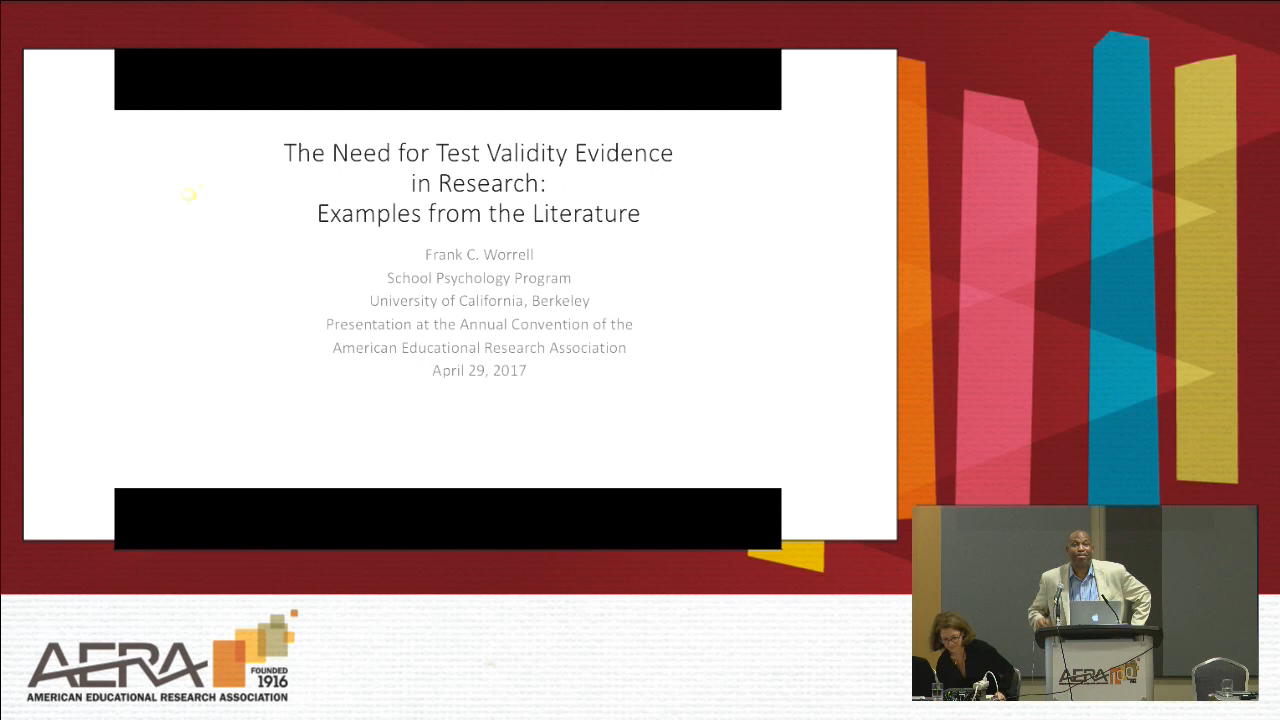 The Need for Test Validity Evidence
in Research:
Examples from the Literature
Frank C. Worrell
School Psychology Program
University of California, Berkeley
Presentation at the Annual Convention of the
American Educational Research Association
April 29, 2017
AERA
FOUNDED
1916
AMERICAN EDUCATIONAL RESEARCH ASSOCIATION
AERA 100